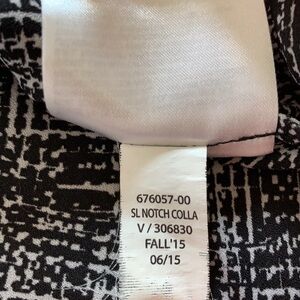 676057-00
SL NOTCH COLLA
V / 306830
FALL'15
06/15